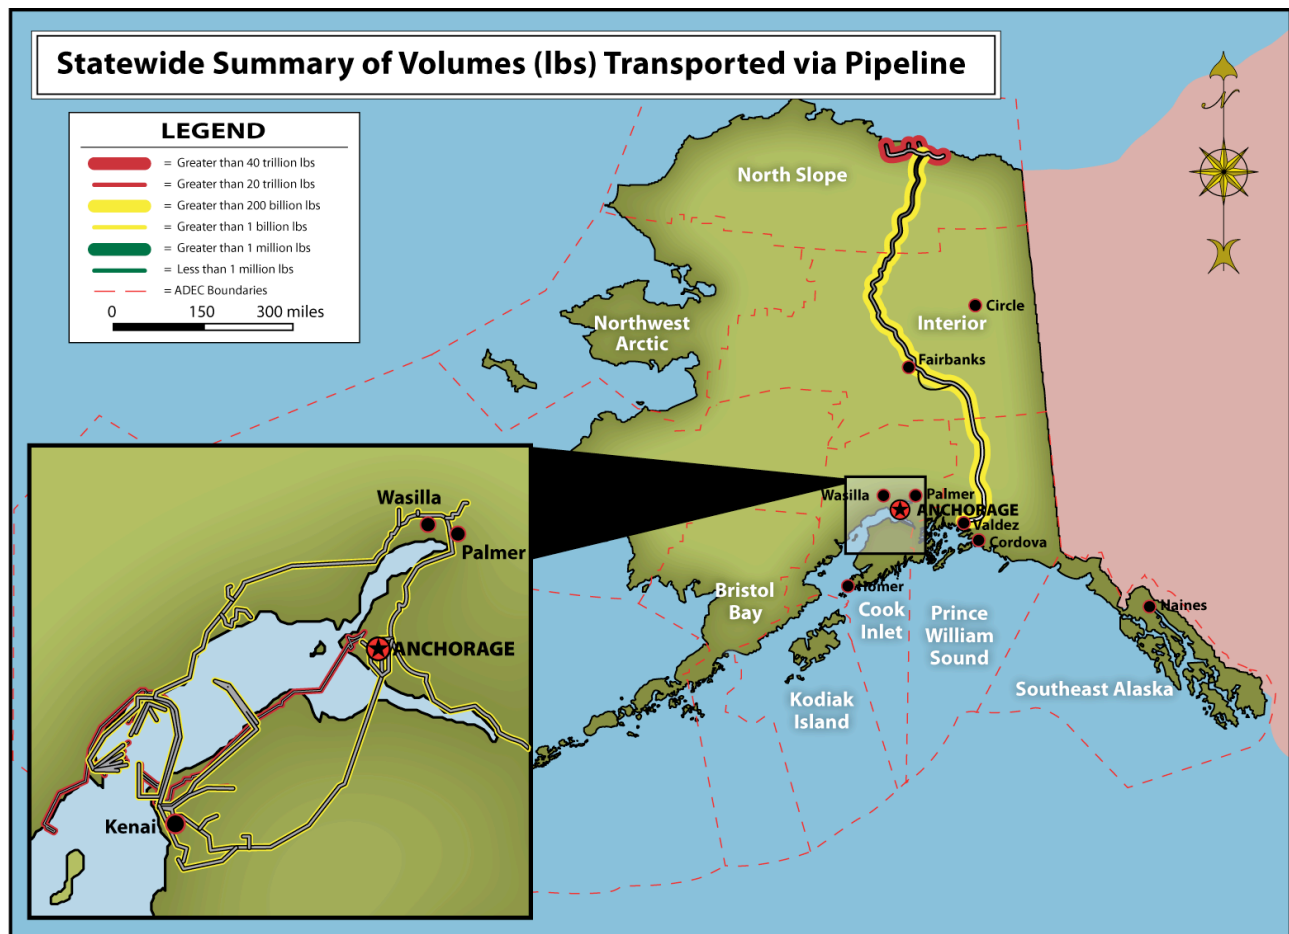 Statewide Summary of Volumes (lbs) Transported via Pipeline
LEGEND
= Greater than 40 trillion lbs
= Greater than 20 trillion lbs
= Greater than 200 billion lbs
= Greater than 1 billion lbs
= Greater than 1 million lbs
= Less than 1 million lbs
= ADEC Boundaries
0 150 300 miles
N
North Slope
Northwest
Arctic
Interior
Circle
Fairbanks
Wasilla
Palmer
ANCHORAGE
Valdez
Cordova
Homer
Haines
Bristol
Bay
Cook
Inlet
Prince
William
Sound
Kodiak
Island
Southeast Alaska
Wasilla
Palmer
ANCHORAGE
Kenai